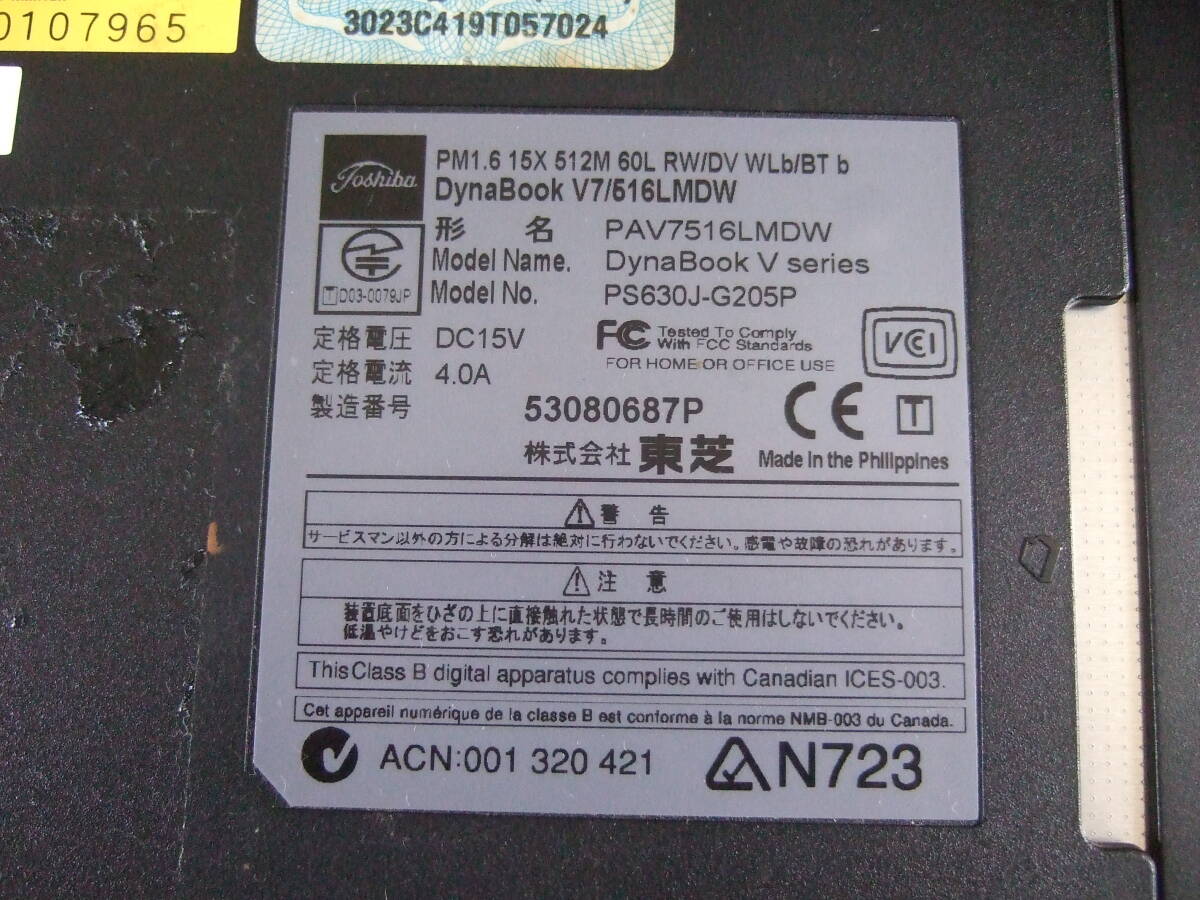 0107965
3023C419T057024
Toshiba
PM1.6 15X 512M 60L RW/DV WLb/BT b
DynaBook V7/516LMDW
形 名 PAV7516LMDW
Model Name. DynaBook V series
T D03-0079JP
Model No. PS630J-G205P
定格電圧 DC15V
FC Tested To Comply
With FCC Standards
FOR HOME OR OFFICE USE
VCCI
定格電流 4.0A
製造番号 53080687P
CE T
株式会社 東芝 Made in the Philippines
警 告
サービスマン以外の方による分解は絶対に行わないでください。感電や故障の恐れがあります。
注 意
装置底面をひざの上に直接触れた状態で長時間のご使用はしないでください。
低温やけどをおこす恐れがあります。
This Class B digital apparatus complies with Canadian ICES-003.
Cet appareil numérique de la classe B est conforme à la norme NMB-003 du Canada.
ACN:001 320 421 N723